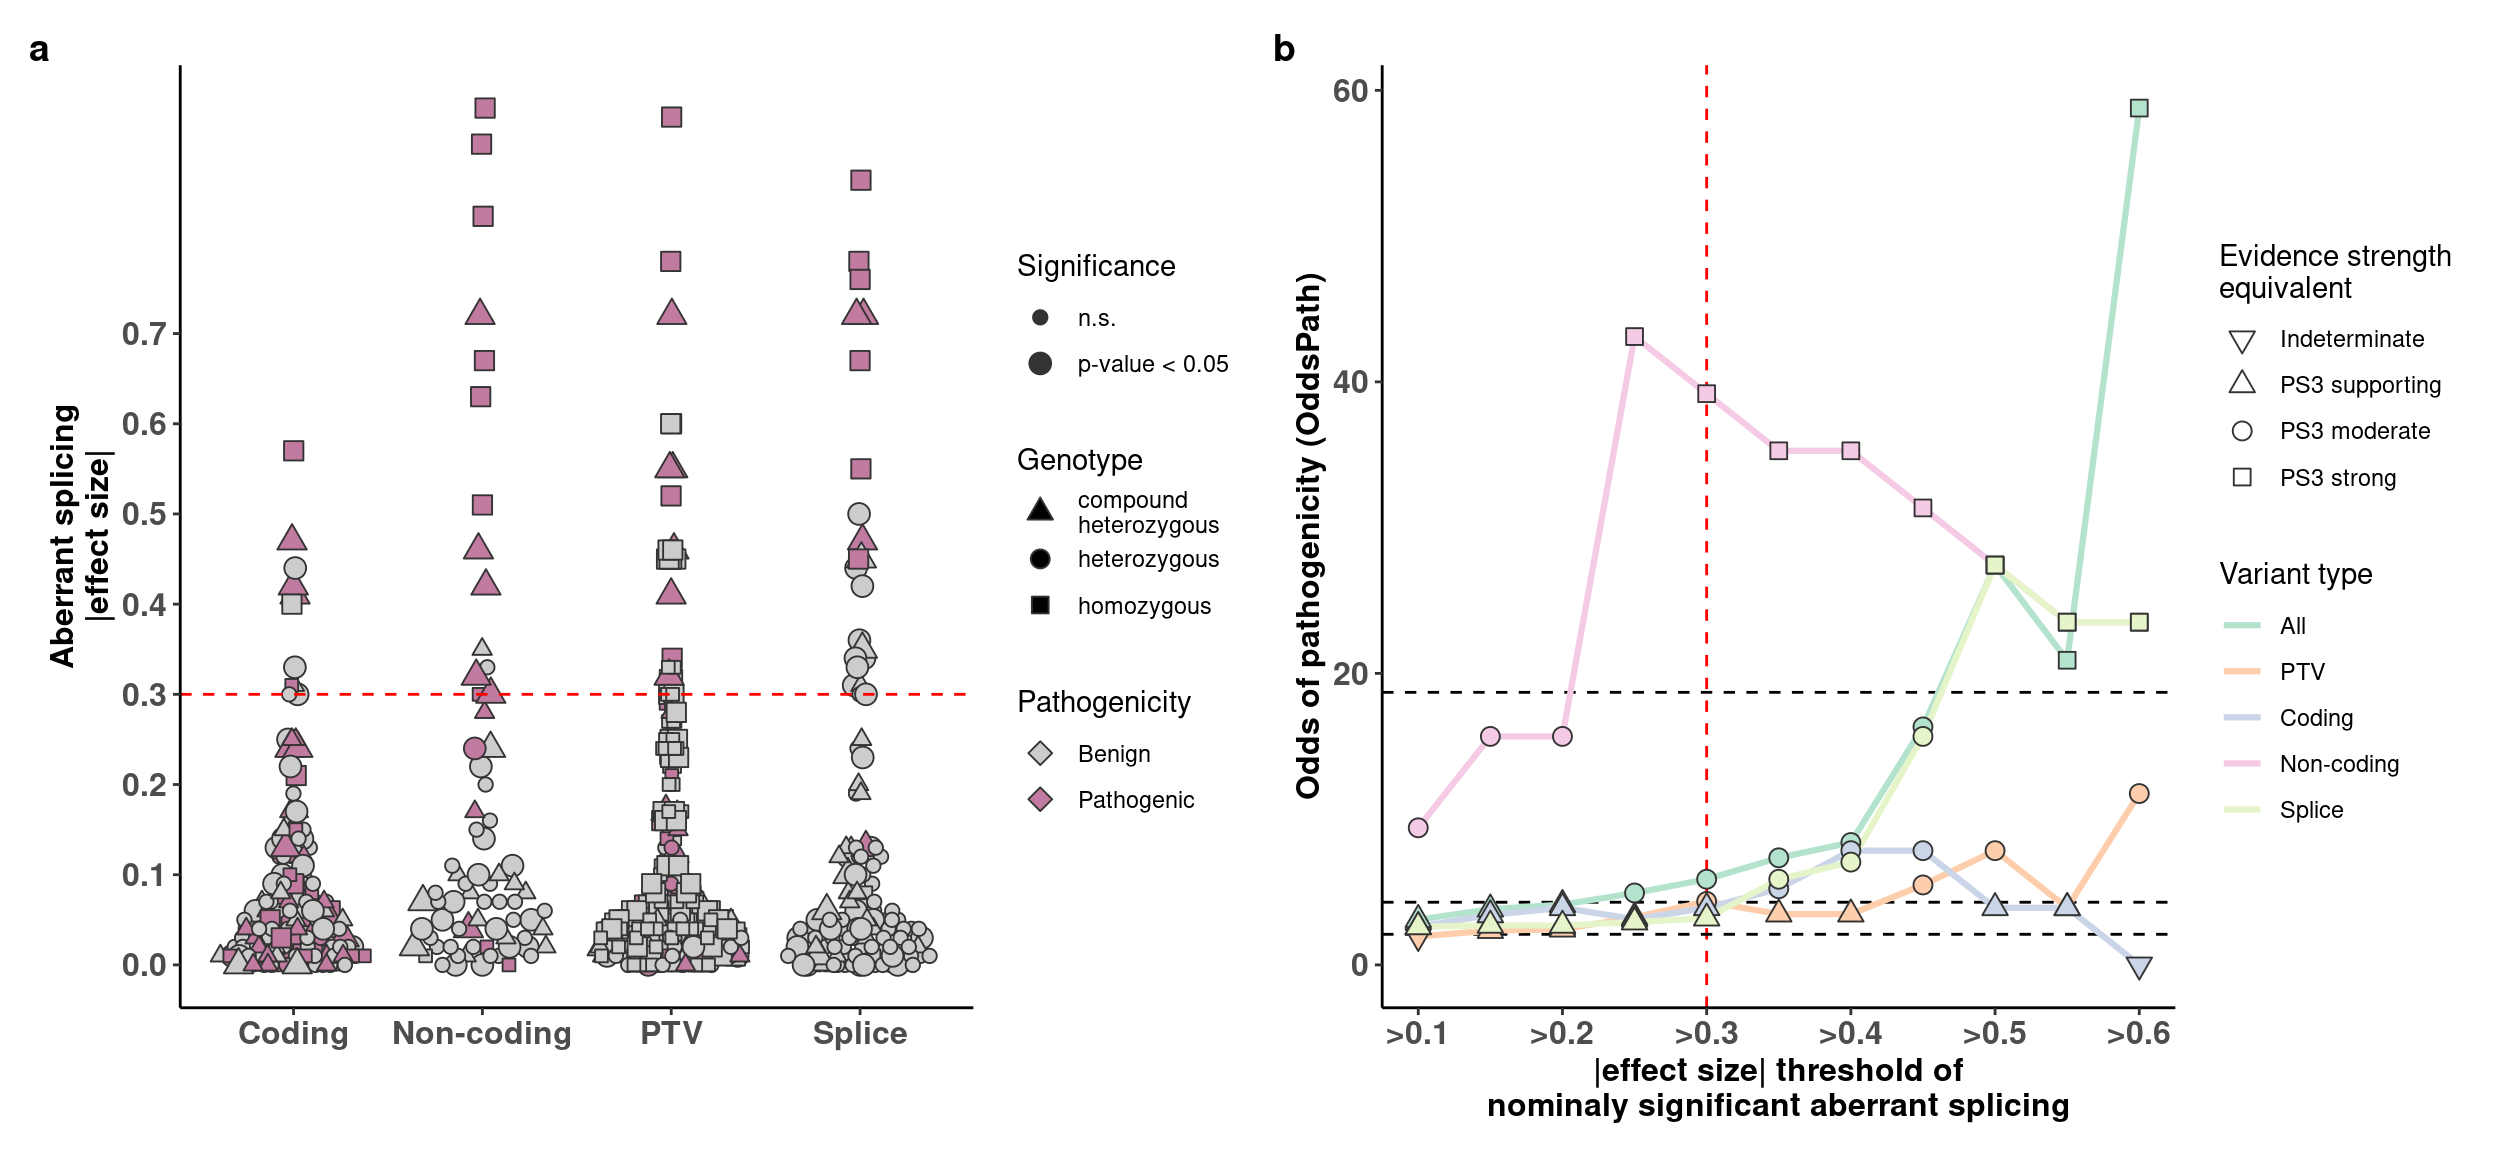 a
Aberrant splicing
|effect size|
0.7
0.6
0.5
0.4
0.3
0.2
0.1
0.0
Coding
Non-coding
PTV
Splice
Significance
n.s.
p-value < 0.05
Genotype
compound
heterozygous
heterozygous
homozygous
Pathogenicity
Benign
Pathogenic
b
Odds of pathogenicity (OddsPath)
60
40
20
0
>0.1
>0.2
>0.3
>0.4
>0.5
>0.6
|effect size| threshold of
nominaly significant aberrant splicing
Evidence strength
equivalent
Indeterminate
PS3 supporting
PS3 moderate
PS3 strong
Variant type
All
PTV
Coding
Non-coding
Splice